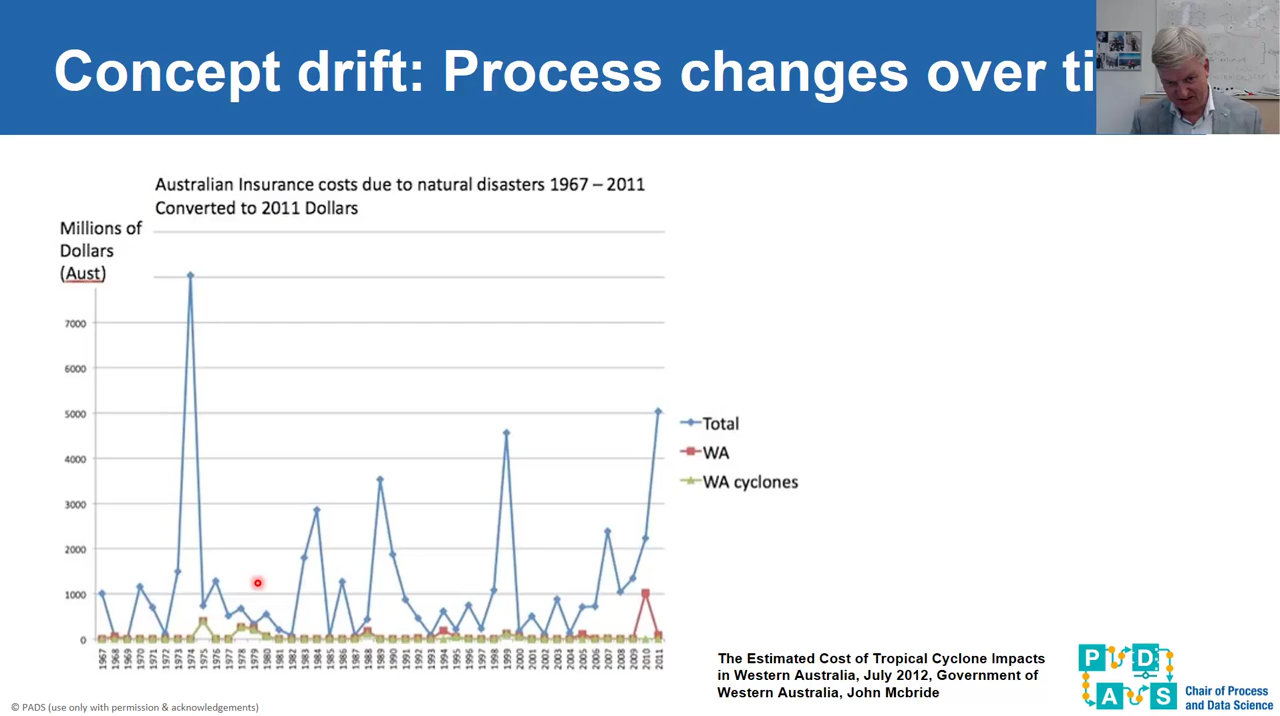 Concept drift: Process changes over ti
Australian Insurance costs due to natural disasters 1967 – 2011
Converted to 2011 Dollars
Millions of
Dollars
(Aust)
7000
6000
5000
4000
3000
2000
1000
0
1967 1968 1969 1970 1971 1972 1973 1974 1975 1976 1977 1978 1979 1980 1981 1982 1983 1984 1985 1986 1987 1988 1989 1990 1991 1992 1993 1994 1995 1996 1997 1998 1999 2000 2001 2002 2003 2004 2005 2006 2007 2008 2009 2010 2011
Total
WA
WA cyclones
The Estimated Cost of Tropical Cyclone Impacts
in Western Australia, July 2012, Government of
Western Australia, John Mcbride
P D
A S
Chair of Process
and Data Science
© PADS (use only with permission & acknowledgements)